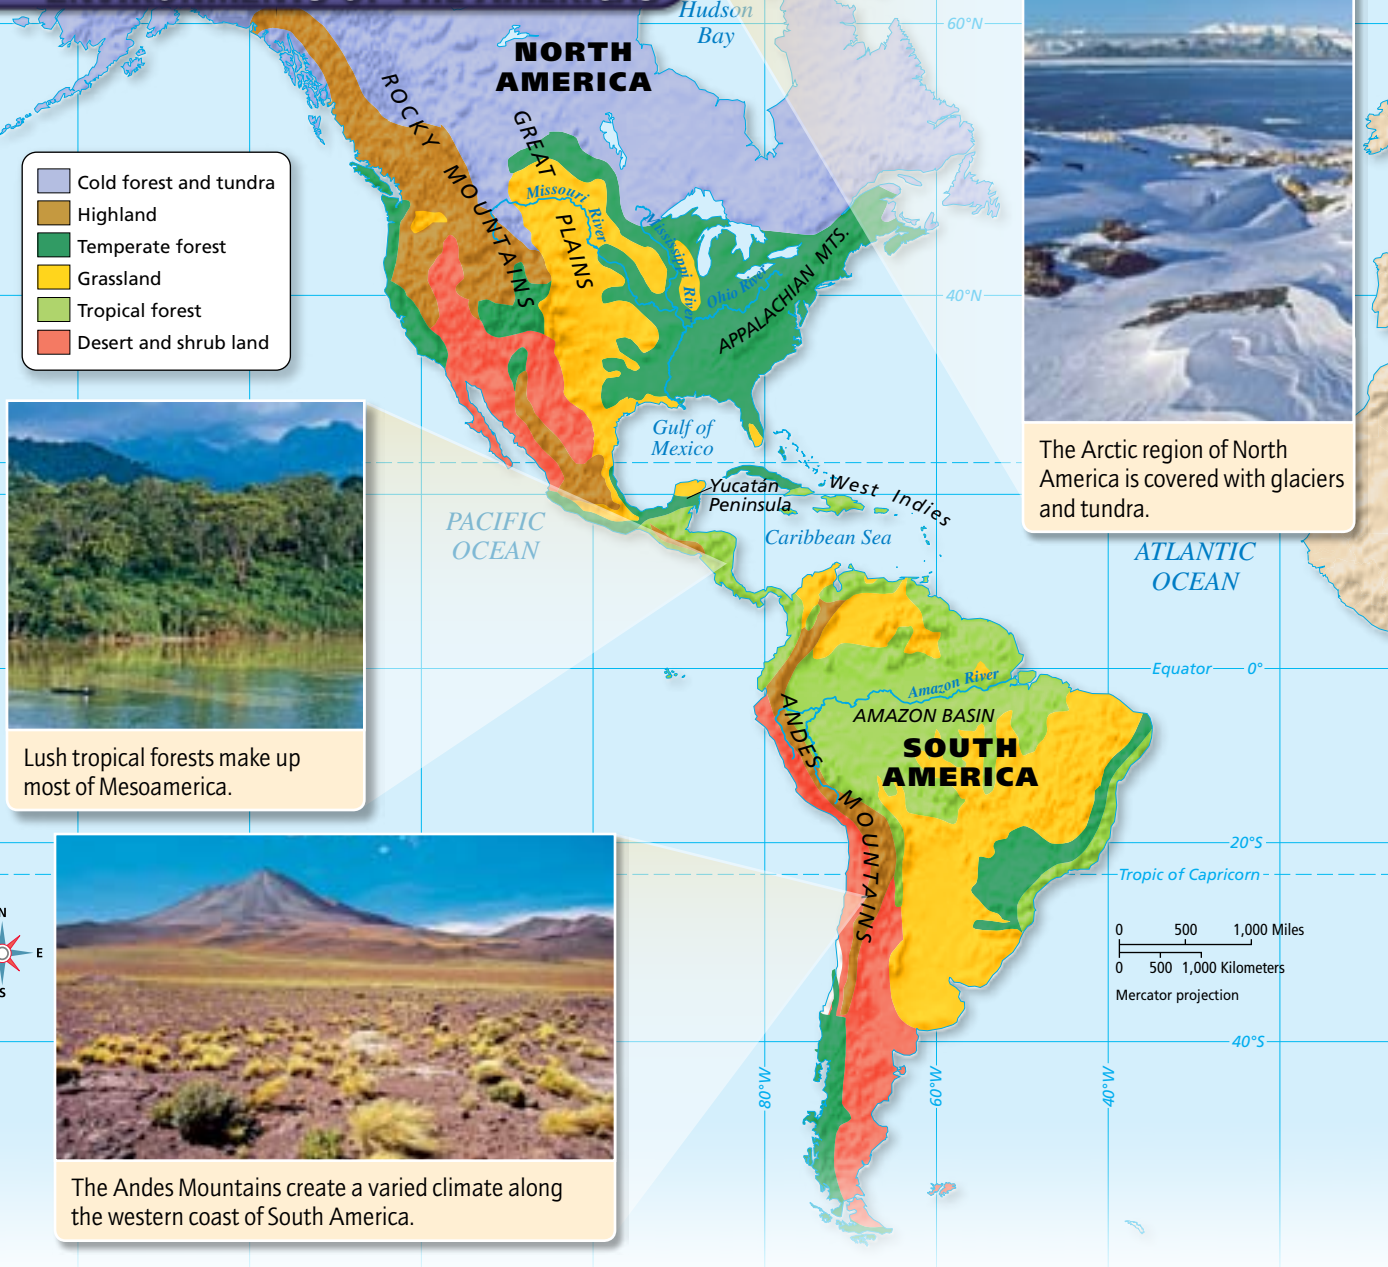 Hudson
Bay
60°N
NORTH
AMERICA
ROCKY MOUNTAINS
GREAT PLAINS
Missouri River
Mississippi River
Ohio River
APPALACHIAN MTS.
40°N
Cold forest and tundra
Highland
Temperate forest
Grassland
Tropical forest
Desert and shrub land
Gulf of
Mexico
The Arctic region of North
America is covered with glaciers
and tundra.
Yucatán
Peninsula
West Indies
PACIFIC
OCEAN
Caribbean Sea
ATLANTIC
OCEAN
Equator 0°
Amazon River
AMAZON BASIN
ANDES MOUNTAINS
SOUTH
AMERICA
Lush tropical forests make up
most of Mesoamerica.
20°S
Tropic of Capricorn
N
E
S
0 500 1,000 Miles
0 500 1,000 Kilometers
Mercator projection
40°S
80°W
60°W
40°W
The Andes Mountains create a varied climate along
the western coast of South America.